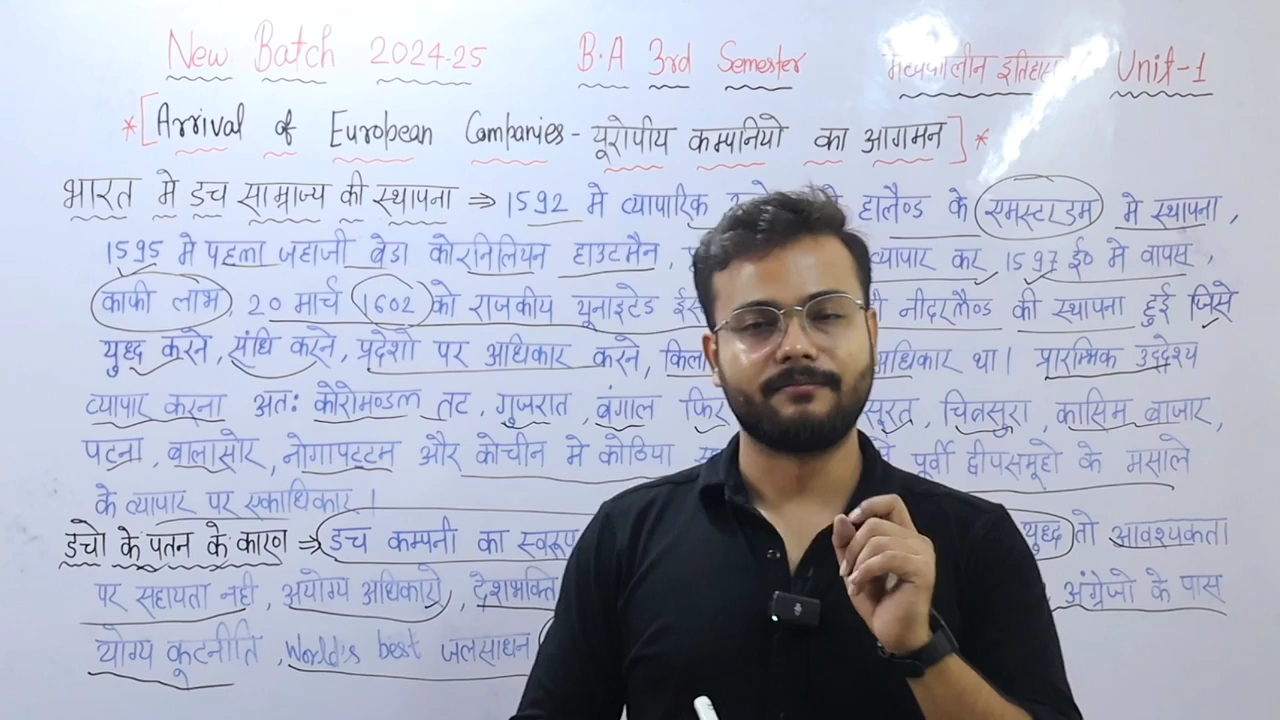 New Batch 2024-25 B.A 3rd Semester मध्यकालीन इतिहास Unit-1
*[Arrival of European Companies - यूरोपीय कम्पनियो का आगमन]*
भारत मे डच साम्राज्य की स्थापना ⇒ 1592 मे व्यापारिक हालैण्ड के एमस्टरडम मे स्थापना,
1595 मे पहला जहाजी बेडा कोरनिलियन हाउटमैन, व्यापार कर 1597 ई० मे वापस,
काफी लाभ, 20 मार्च 1602 को राजकीय यूनाइटेड ईस नीदरलैण्ड की स्थापना हुई जिसे
युध्द करने, संधि करने, प्रदेशो पर अधिकार करने, किला अधिकार था। प्रारम्भिक उद्देश्य
व्यापार करना अतः कोरोमण्डल तट, गुजरात, बंगाल फिर सूरत, चिनसुरा, कासिम बाजार,
पटना, बालासोर, नोगापट्टम और कोचीन मे कोठिया पूर्वी द्वीपसमूहो के मसाले
के व्यापार पर एकाधिकार।
डचो के पतन के कारण ⇒ डच कम्पनी का स्वरूप युध्द तो आवश्यकता
पर सहायता नही, अयोग्य अधिकारी, देशभक्ति अंग्रेजो के पास
योग्य कूटनीति, World's best जलसाधन